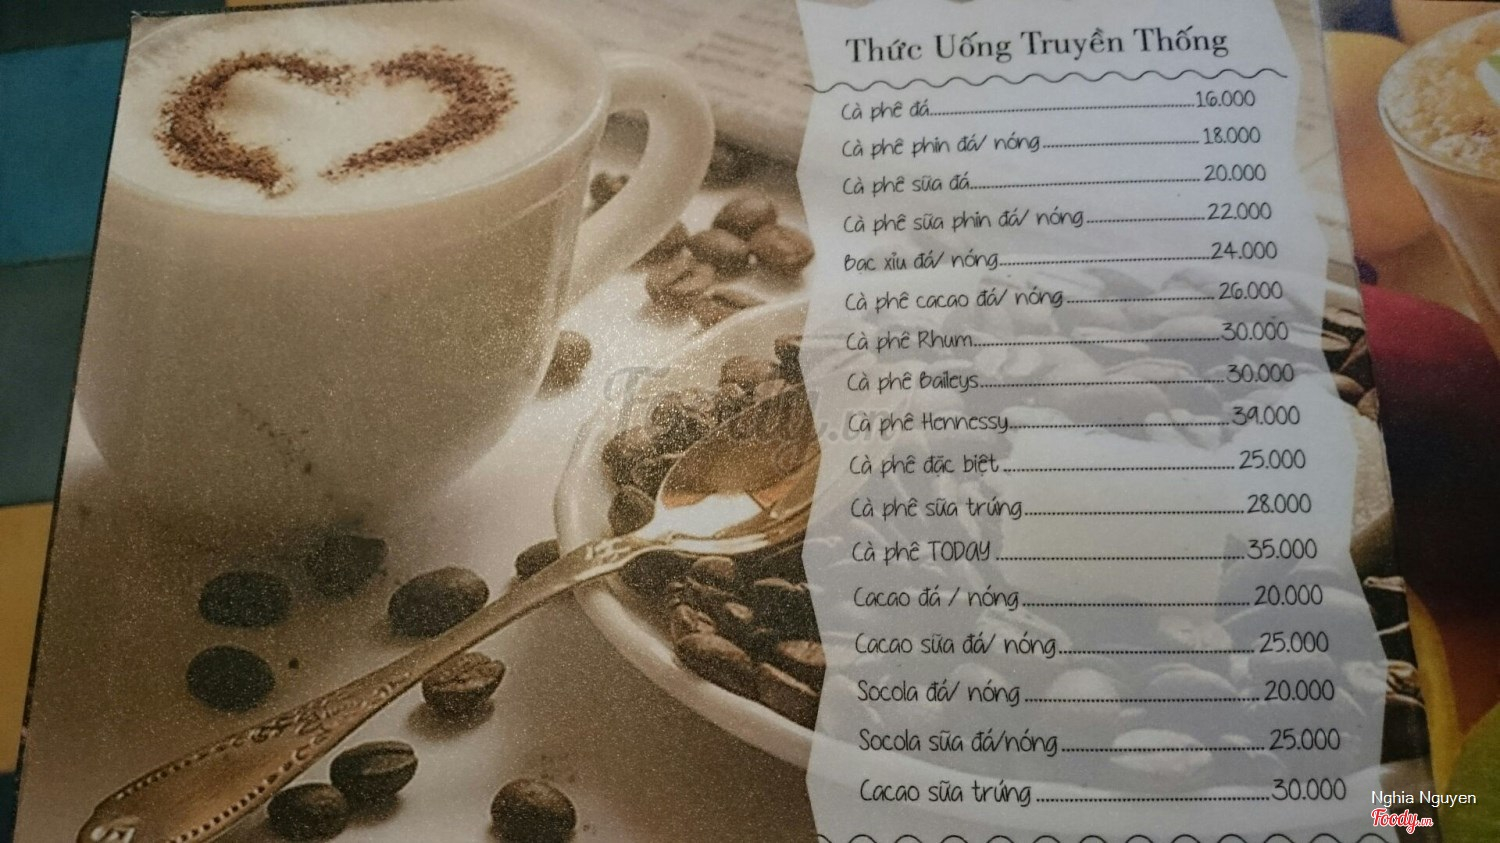 Thức Uống Truyền Thống
Cà phê đá 16.000
Cà phê phin đá/ nóng 18.000
Cà phê sữa đá 20.000
Cà phê sữa phin đá/ nóng 22.000
Bạc xỉu đá/ nóng 24.000
Cà phê cacao đá/ nóng 26.000
Cà phê Rhum 30.000
Cà phê Baileys 30.000
Cà phê Hennessy 39.000
Cà phê đặc biệt 25.000
Cà phê sữa trứng 28.000
Cà phê TODAY 35.000
Cacao đá / nóng 20.000
Cacao sữa đá/ nóng 25.000
Socola đá/ nóng 20.000
Socola sữa đá/nóng 25.000
Cacao sữa trứng 30.000
Foody.vn
Nghia Nguyen
Foody.vn